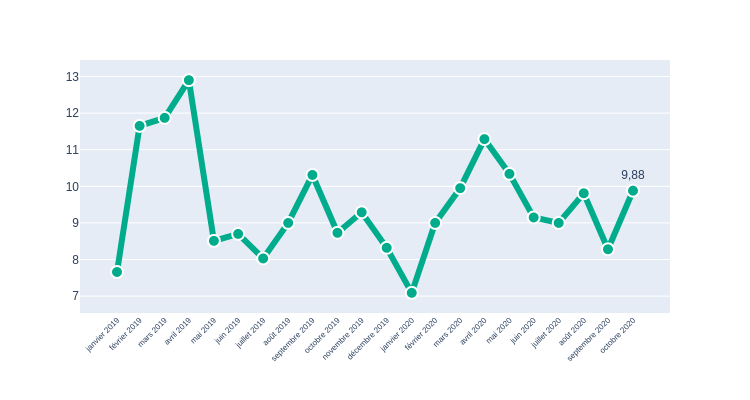 13
12
11
10
9
8
7
9,88
janvier 2019
février 2019
mars 2019
avril 2019
mai 2019
juin 2019
juillet 2019
août 2019
septembre 2019
octobre 2019
novembre 2019
décembre 2019
janvier 2020
février 2020
mars 2020
avril 2020
mai 2020
juin 2020
juillet 2020
août 2020
septembre 2020
octobre 2020